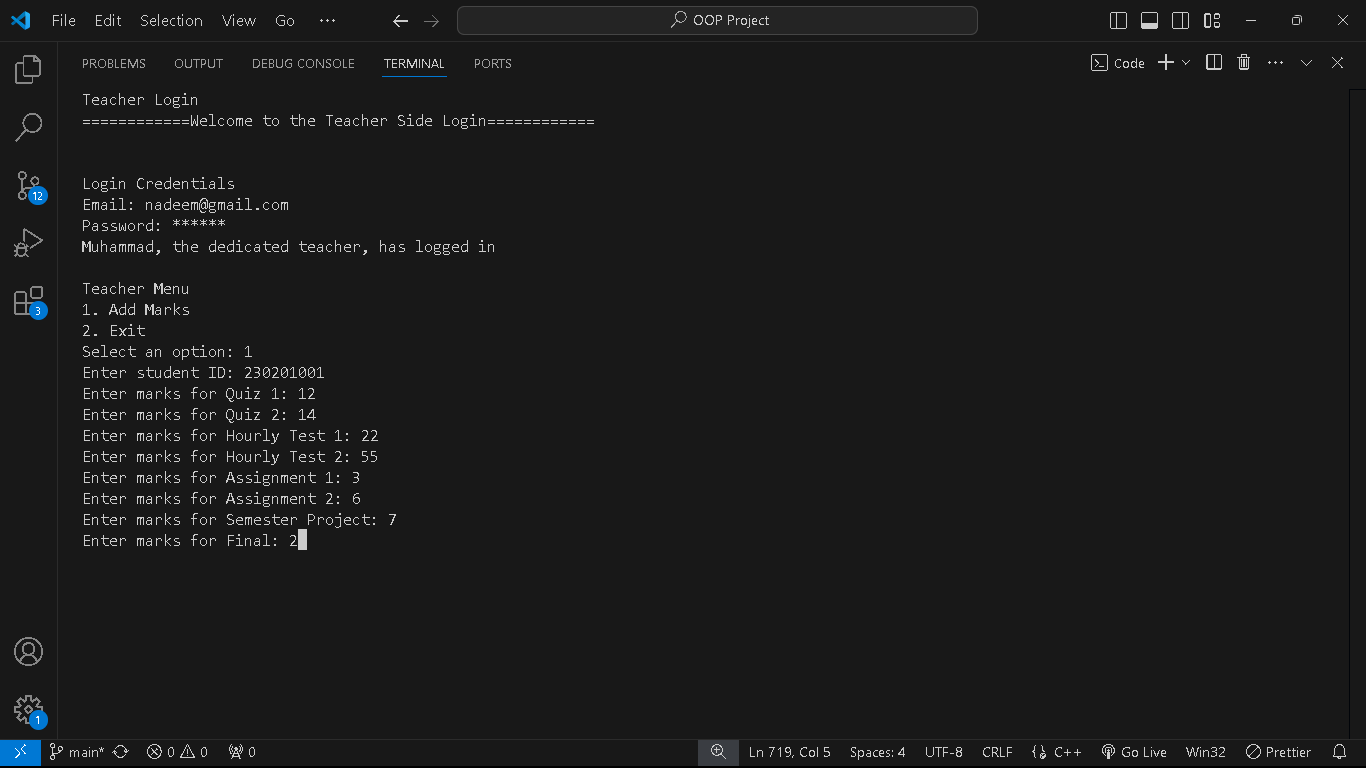 File Edit Selection View Go ··· OOP Project
PROBLEMS OUTPUT DEBUG CONSOLE TERMINAL PORTS Code
Teacher Login
============Welcome to the Teacher Side Login============
Login Credentials
Email: nadeem@gmail.com
Password: ******
Muhammad, the dedicated teacher, has logged in
Teacher Menu
1. Add Marks
2. Exit
Select an option: 1
Enter student ID: 230201001
Enter marks for Quiz 1: 12
Enter marks for Quiz 2: 14
Enter marks for Hourly Test 1: 22
Enter marks for Hourly Test 2: 55
Enter marks for Assignment 1: 3
Enter marks for Assignment 2: 6
Enter marks for Semester Project: 7
Enter marks for Final: 2
12
3
1
main* 0 0 0 Ln 719, Col 5 Spaces: 4 UTF-8 CRLF C++ Go Live Win32 Prettier